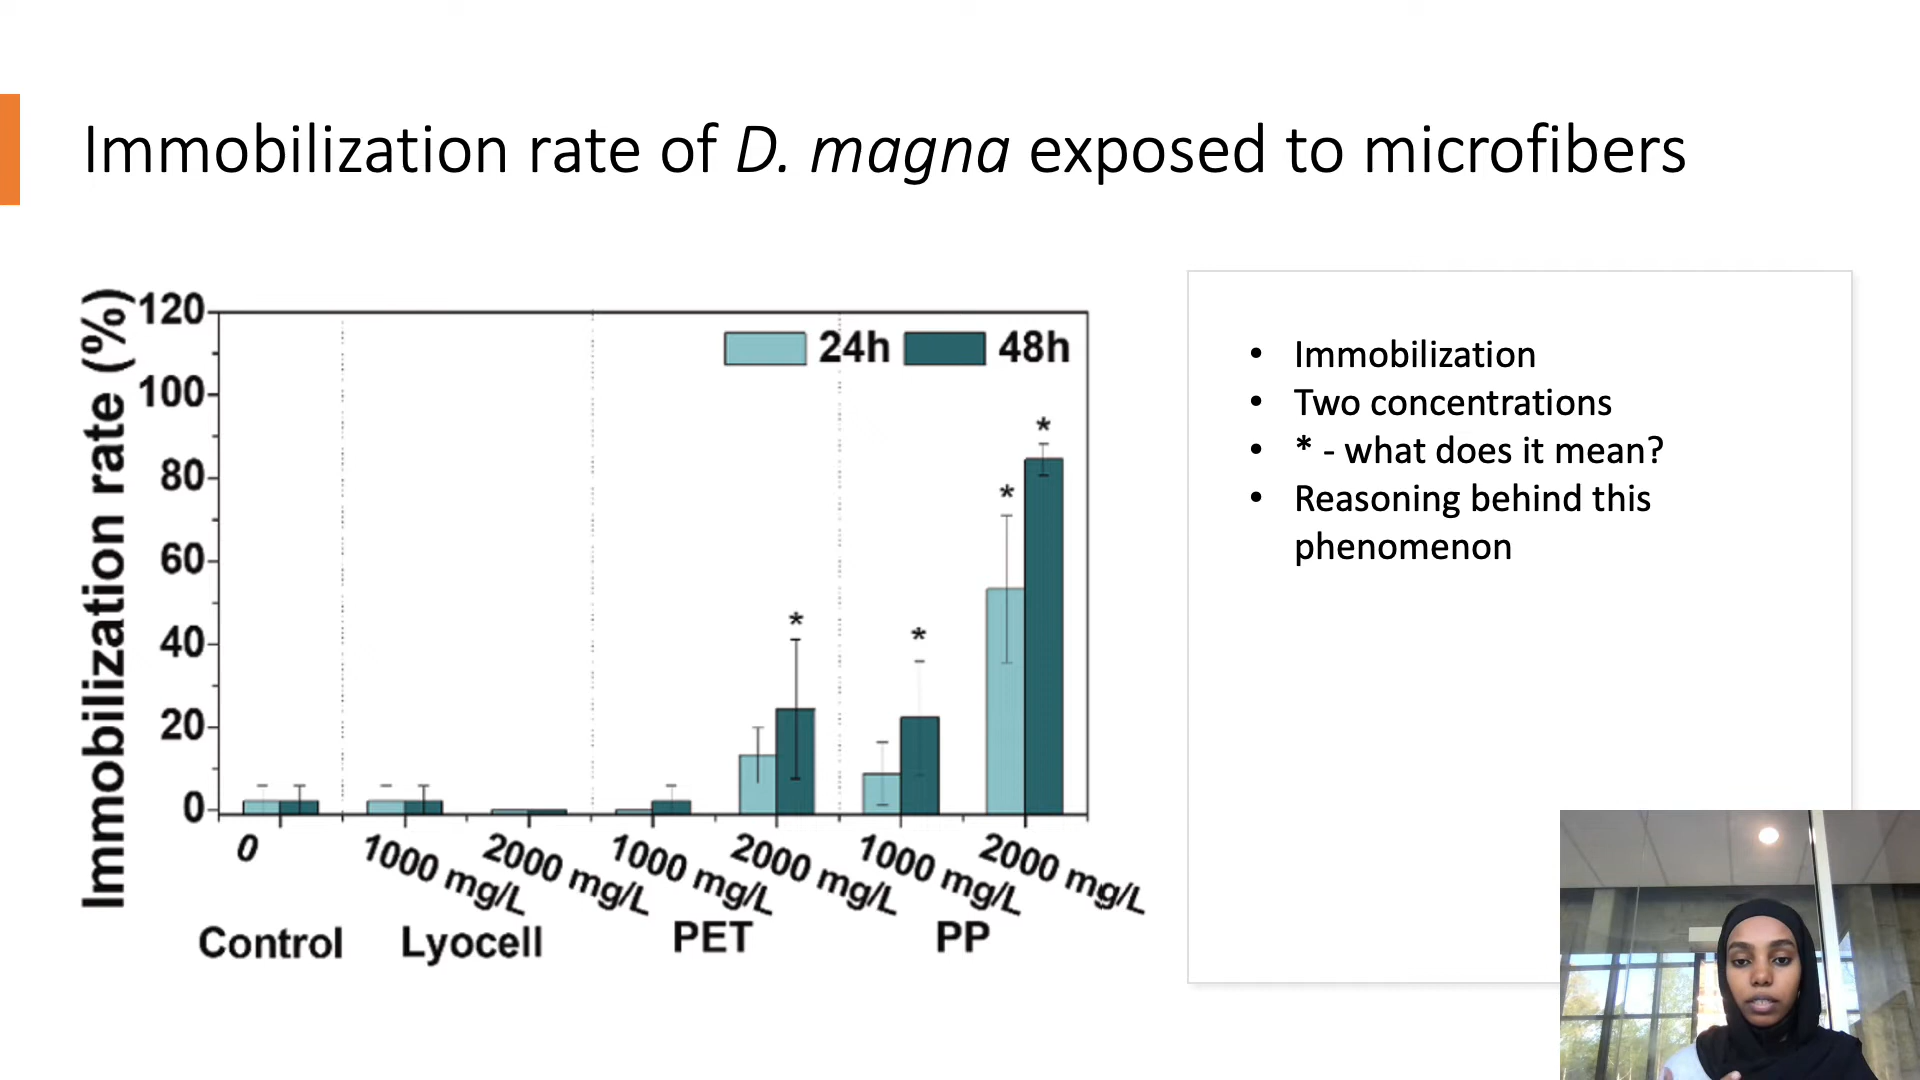 Immobilization rate of D. magna exposed to microfibers
Immobilization rate (%)
120
100
80
60
40
20
0
24h 48h
*
*
*
*
0 1000 mg/L 2000 mg/L 1000 mg/L 2000 mg/L 1000 mg/L 2000 mg/L
Control Lyocell PET PP
• Immobilization
• Two concentrations
• * - what does it mean?
• Reasoning behind this
phenomenon